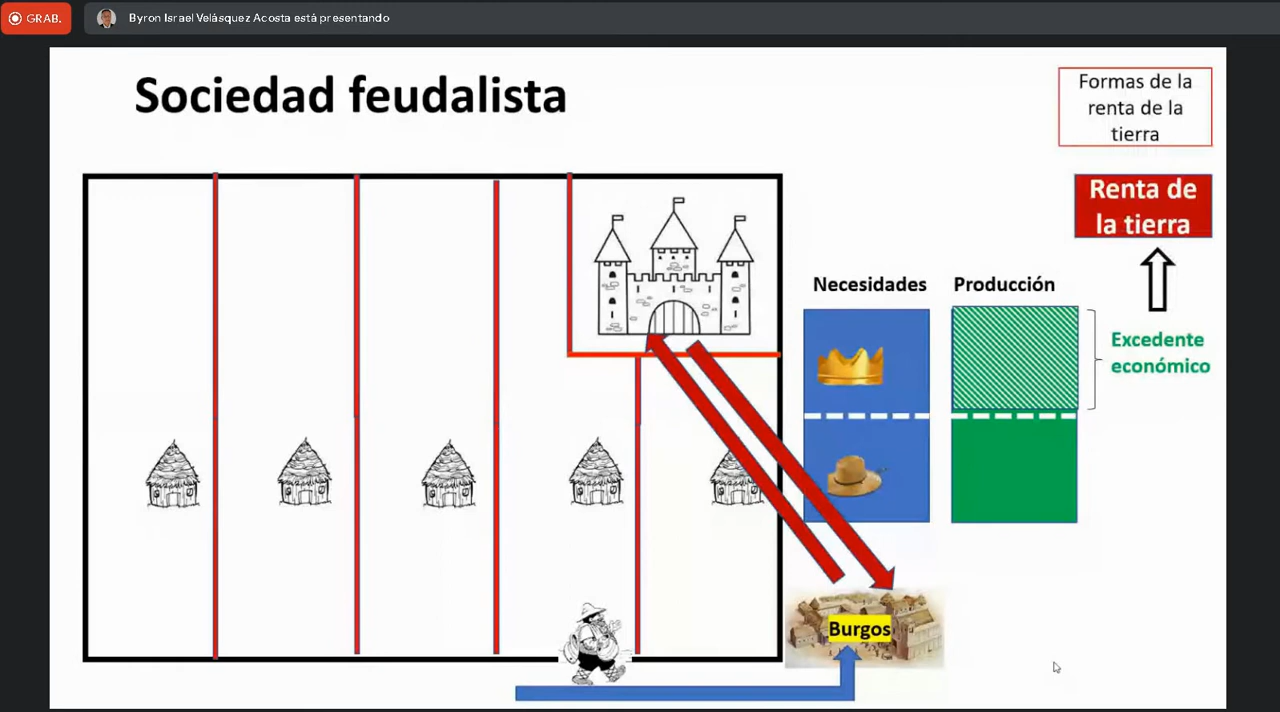 GRAB.
Byron Israel Velásquez Acosta está presentando
Sociedad feudalista
Formas de la
renta de la
tierra
Renta de
la tierra
Necesidades
Producción
Excedente
económico
Burgos